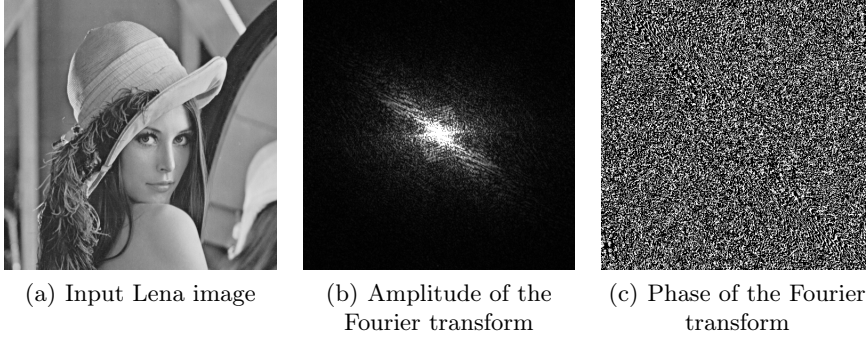 (a) Input Lena image
(b) Amplitude of the
Fourier transform
(c) Phase of the Fourier
transform